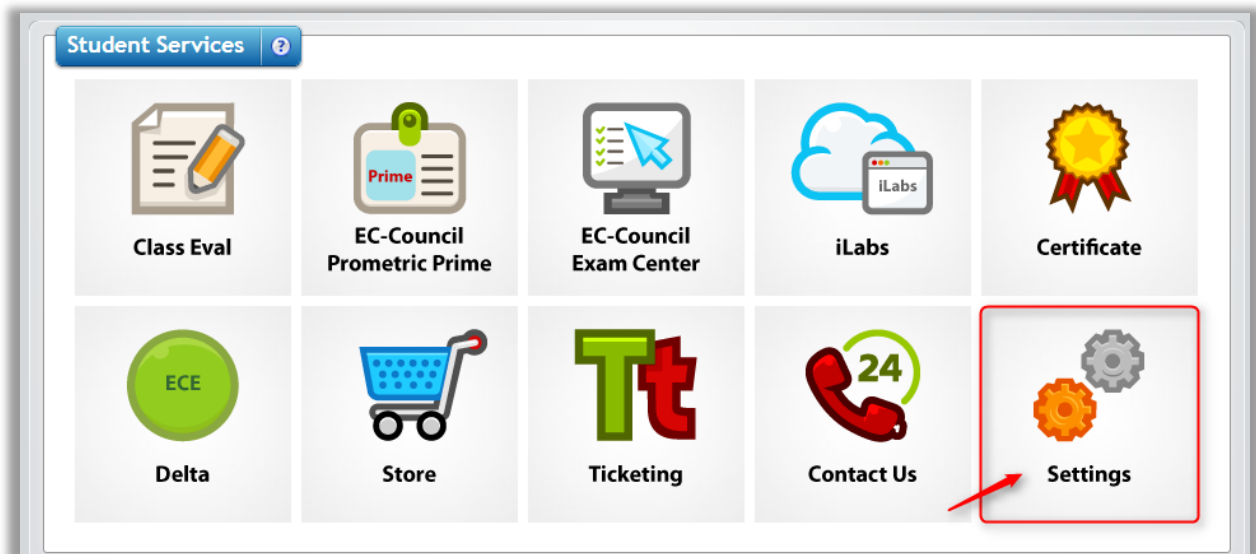 Student Services ?
Prime
iLabs
Class Eval
EC-Council
Prometric Prime
EC-Council
Exam Center
iLabs
Certificate
ECE
Tt
24
Delta
Store
Ticketing
Contact Us
Settings